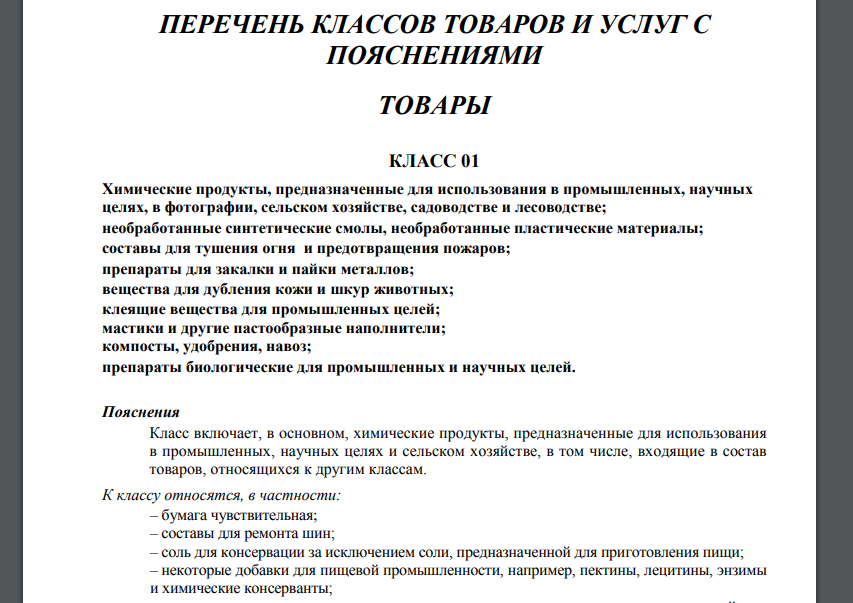 ПЕРЕЧЕНЬ КЛАССОВ ТОВАРОВ И УСЛУГ С
ПОЯСНЕНИЯМИ
ТОВАРЫ
КЛАСС 01
Химические продукты, предназначенные для использования в промышленных, научных
целях, в фотографии, сельском хозяйстве, садоводстве и лесоводстве;
необработанные синтетические смолы, необработанные пластические материалы;
составы для тушения огня и предотвращения пожаров;
препараты для закалки и пайки металлов;
вещества для дубления кожи и шкур животных;
клеящие вещества для промышленных целей;
мастики и другие пастообразные наполнители;
компосты, удобрения, навоз;
препараты биологические для промышленных и научных целей.
Пояснения
Класс включает, в основном, химические продукты, предназначенные для использования
в промышленных, научных целях и сельском хозяйстве, в том числе, входящие в состав
товаров, относящихся к другим классам.
К классу относятся, в частности:
– бумага чувствительная;
– составы для ремонта шин;
– соль для консервации за исключением соли, предназначенной для приготовления пищи;
– некоторые добавки для пищевой промышленности, например, пектины, лецитины, энзимы
и химические консерванты;